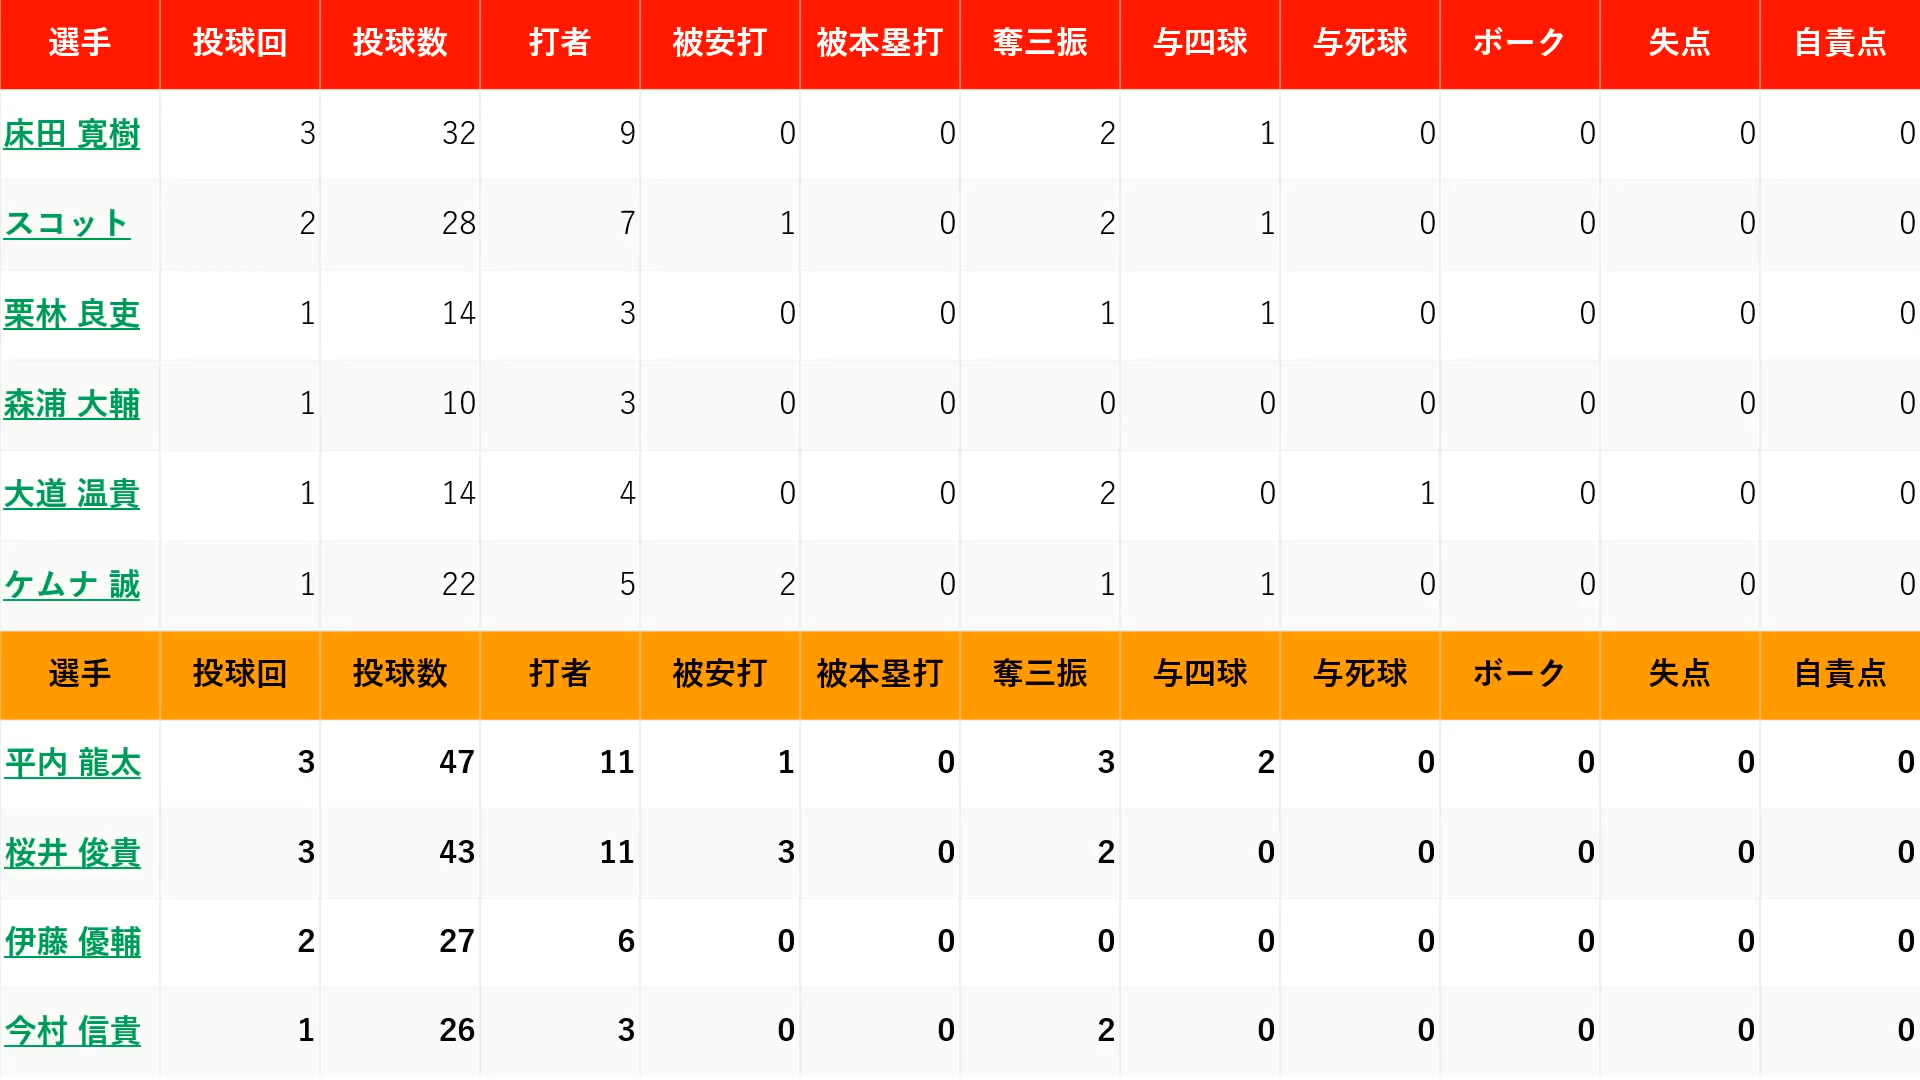 選手 投球回 投球数 打者 被安打 被本塁打 奪三振 与四球 与死球 ボーク 失点 自責点
床田 寛樹 3 32 9 0 0 2 1 0 0 0 0
スコット 2 28 7 1 0 2 1 0 0 0 0
栗林 良吏 1 14 3 0 0 1 1 0 0 0 0
森浦 大輔 1 10 3 0 0 0 0 0 0 0 0
大道 温貴 1 14 4 0 0 2 0 1 0 0 0
ケムナ 誠 1 22 5 2 0 1 1 0 0 0 0
選手 投球回 投球数 打者 被安打 被本塁打 奪三振 与四球 与死球 ボーク 失点 自責点
平内 龍太 3 47 11 1 0 3 2 0 0 0 0
桜井 俊貴 3 43 11 3 0 2 0 0 0 0 0
伊藤 優輔 2 27 6 0 0 0 0 0 0 0 0
今村 信貴 1 26 3 0 0 2 0 0 0 0 0